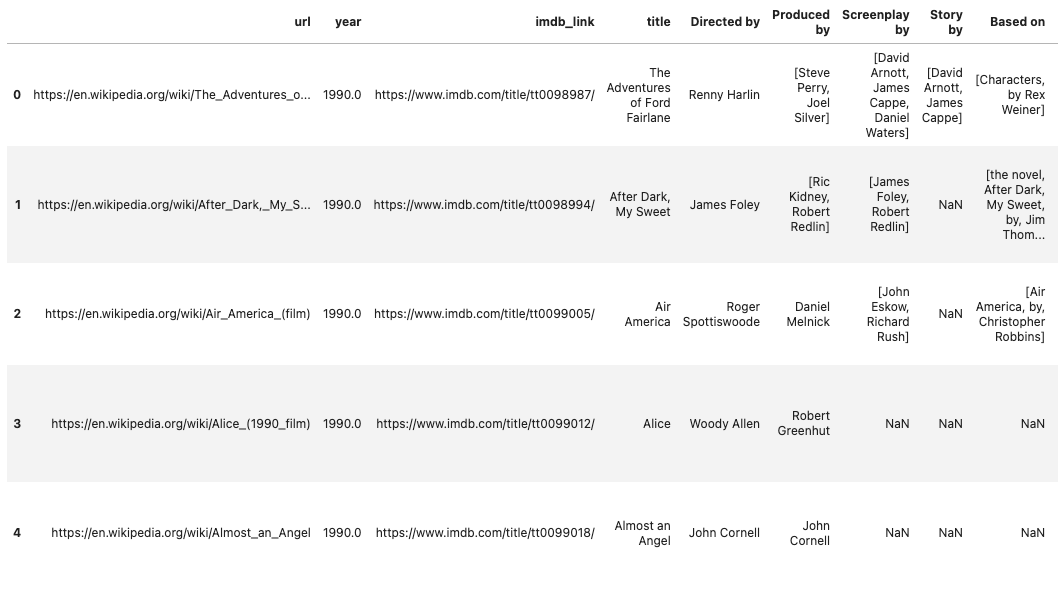 url year imdb_link title Directed by Produced by Screenplay by Story by Based on
0 https://en.wikipedia.org/wiki/The_Adventures_o... 1990.0 https://www.imdb.com/title/tt0098987/ The Adventures of Ford Fairlane Renny Harlin [Steve Perry, Joel Silver] [David Arnott, James Cappe, Daniel Waters] [David Arnott, James Cappe] [Characters, by Rex Weiner]
1 https://en.wikipedia.org/wiki/After_Dark,_My_S... 1990.0 https://www.imdb.com/title/tt0098994/ After Dark, My Sweet James Foley [Ric Kidney, Robert Redlin] [James Foley, Robert Redlin] NaN [the novel, After Dark, My Sweet, by, Jim Thom...
2 https://en.wikipedia.org/wiki/Air_America_(film) 1990.0 https://www.imdb.com/title/tt0099005/ Air America Roger Spottiswoode Daniel Melnick [John Eskow, Richard Rush] NaN [Air America, by, Christopher Robbins]
3 https://en.wikipedia.org/wiki/Alice_(1990_film) 1990.0 https://www.imdb.com/title/tt0099012/ Alice Woody Allen Robert Greenhut NaN NaN NaN
4 https://en.wikipedia.org/wiki/Almost_an_Angel 1990.0 https://www.imdb.com/title/tt0099018/ Almost an Angel John Cornell John Cornell NaN NaN NaN